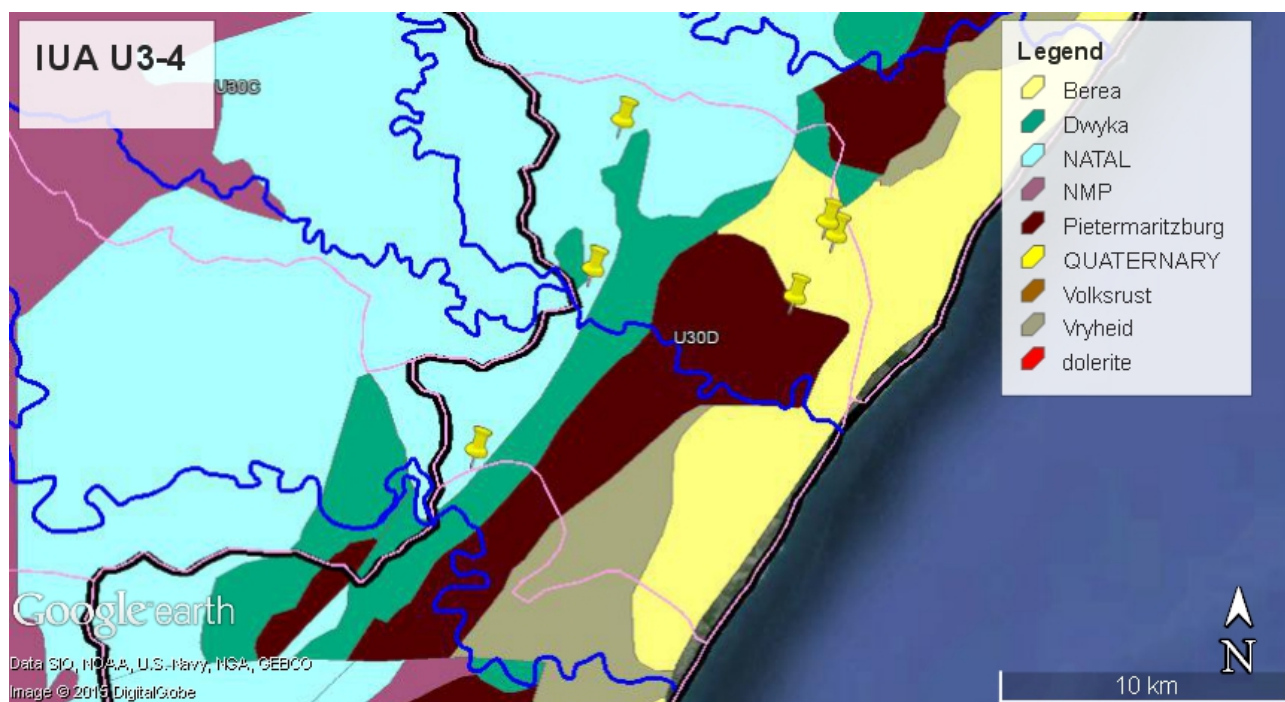 IUA U3-4
U30C
Legend
Berea
Dwyka
NATAL
NMP
Pietermaritzburg
QUATERNARY
Volksrust
Vryheid
dolerite
U30D
Google earth
Data SIO, NOAA, U.S. Navy, NGA, GEBCO
Image © 2015 DigitalGlobe
N
10 km